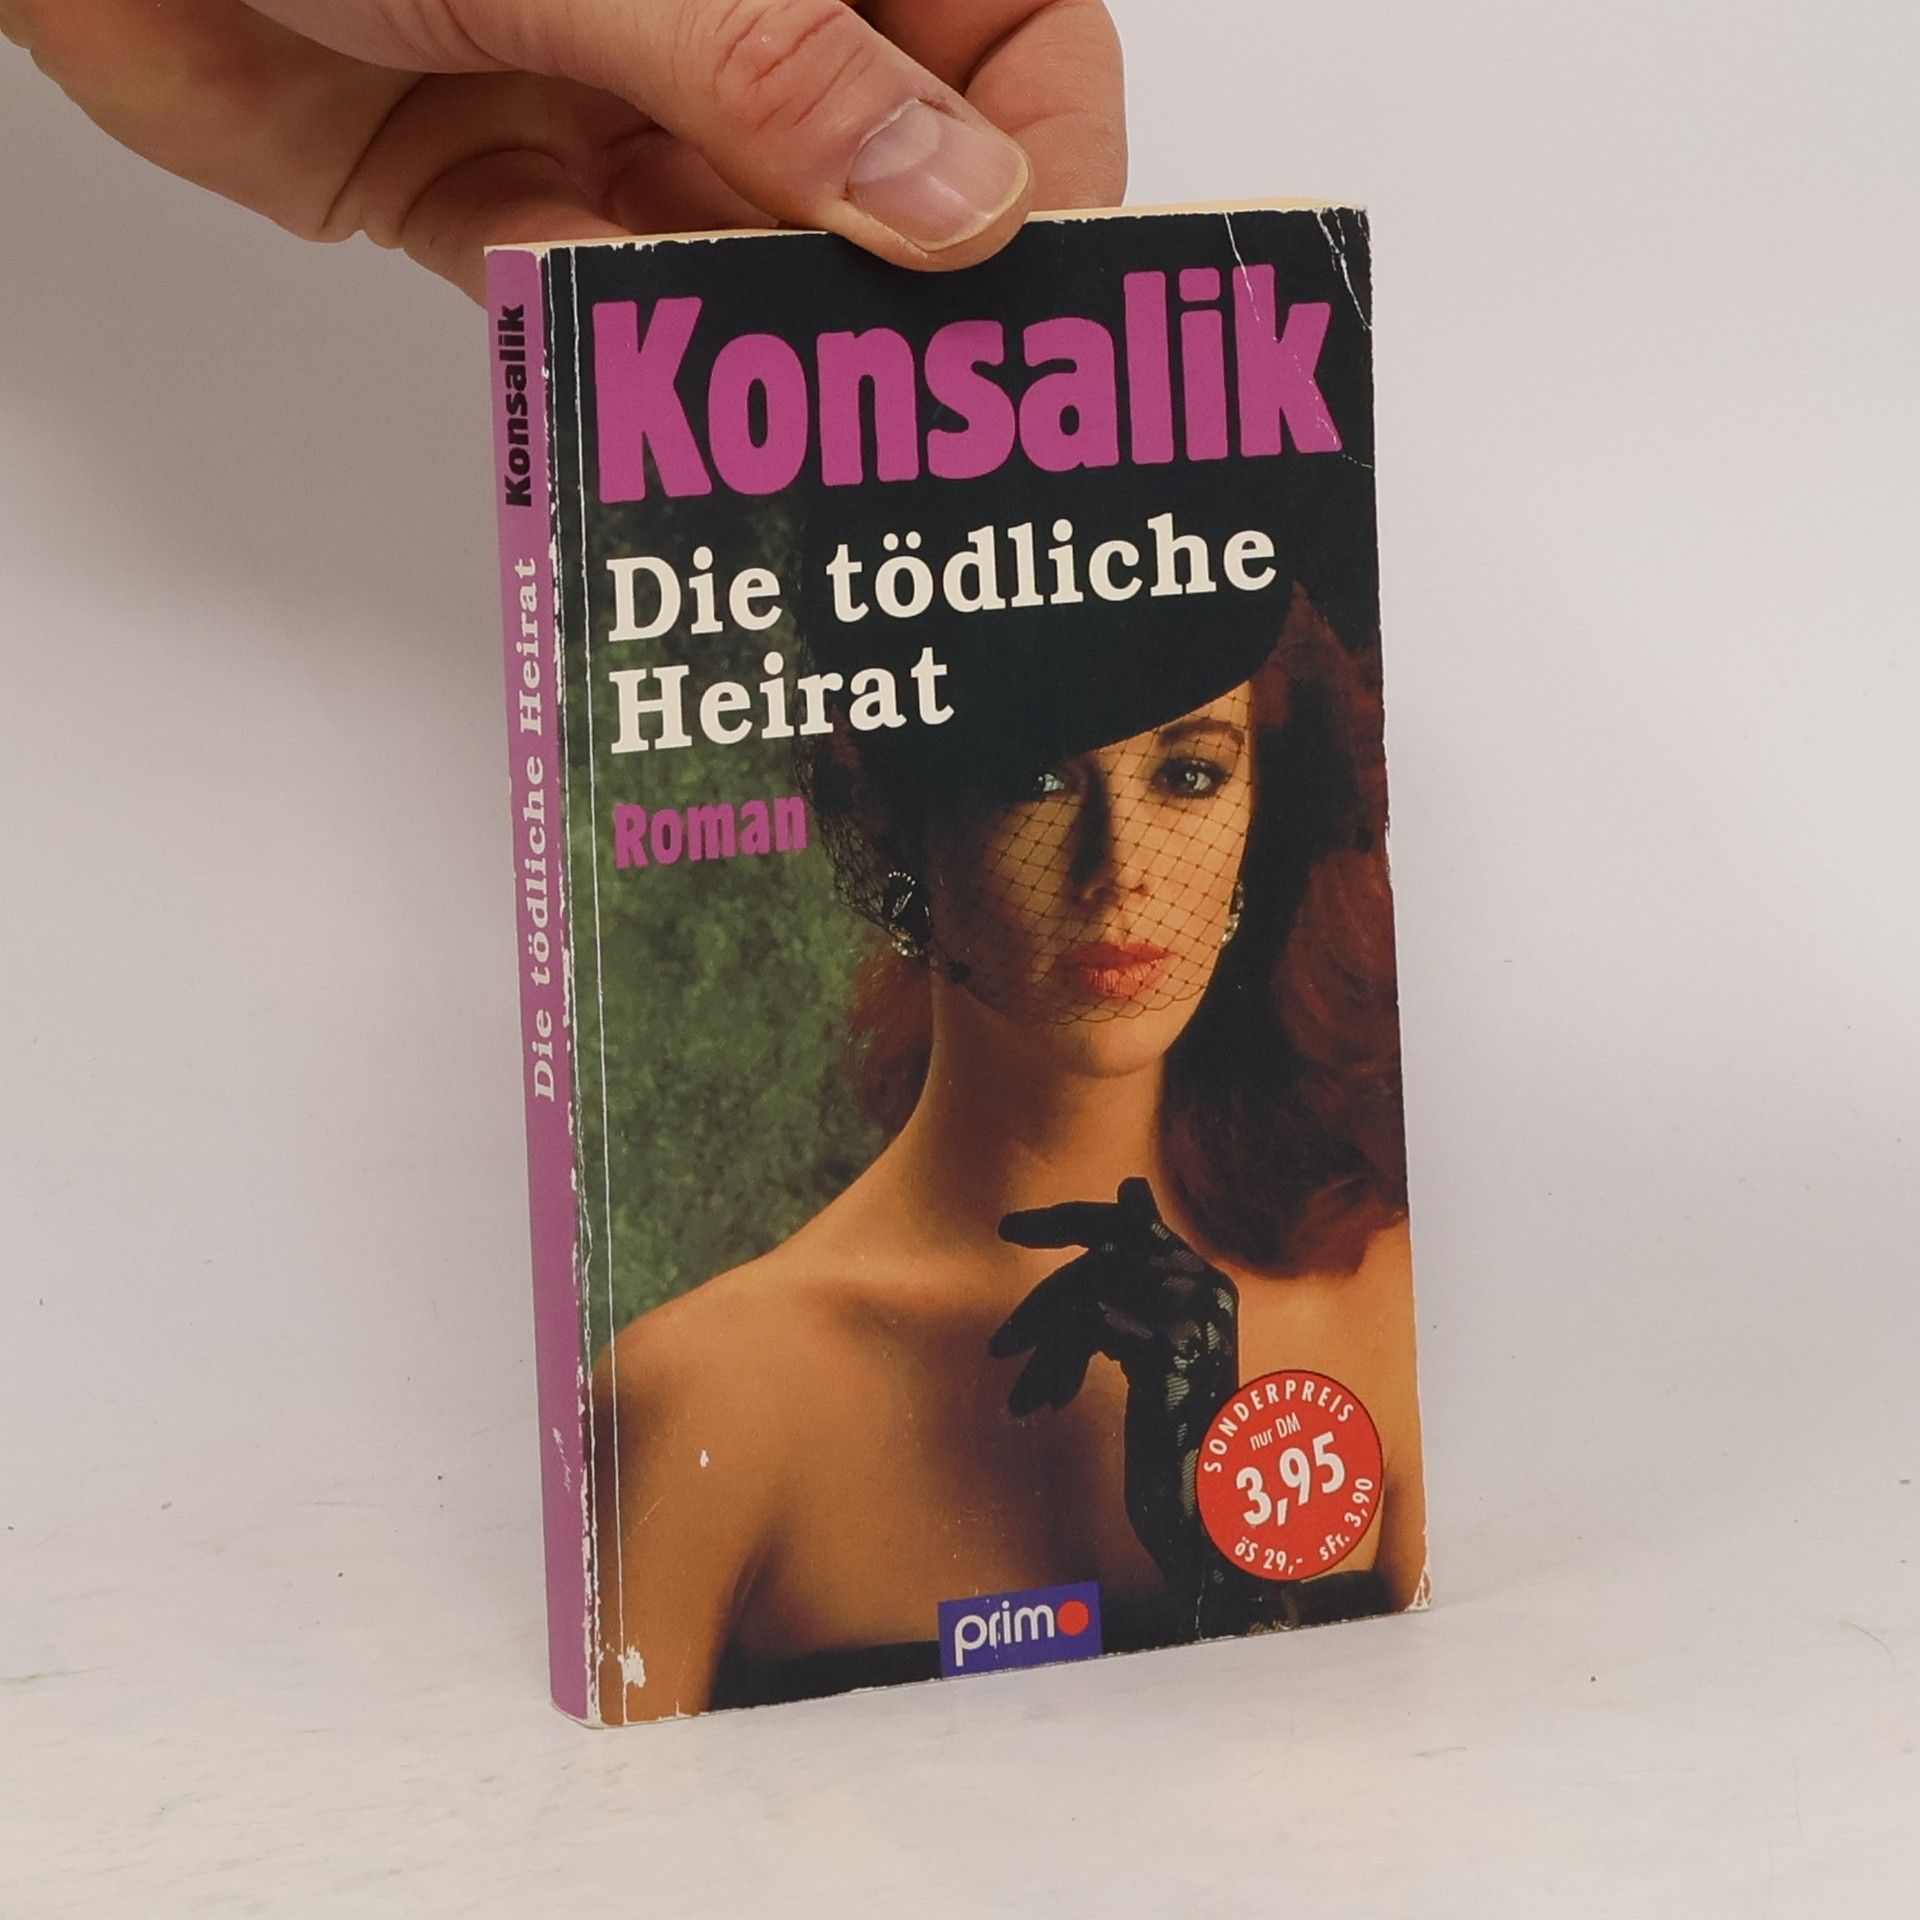 Konsalik
Die tödliche
Heirat
Roman
SONDERPREIS
nur DM
3,95
öS 29,- sFr. 3,90
primo
Die tödliche Heirat Konsalik